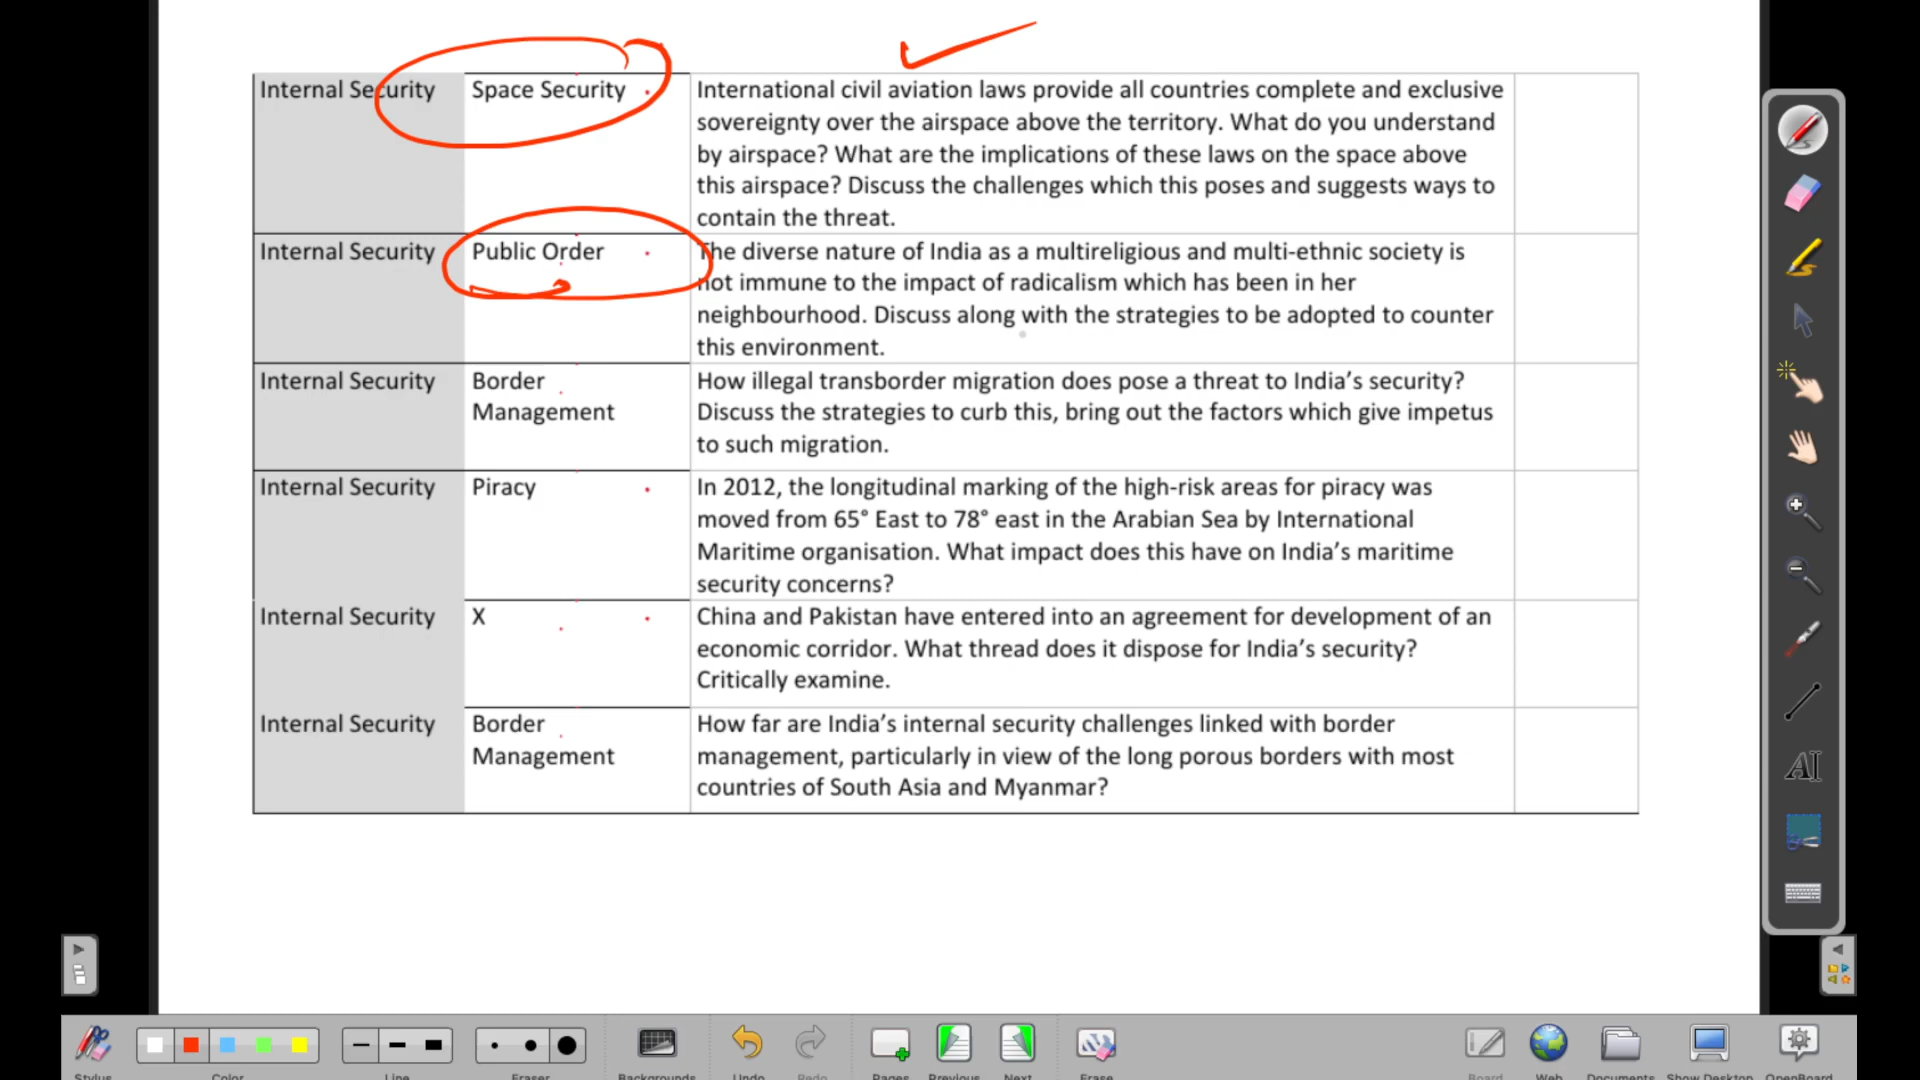 Internal Security Space Security International civil aviation laws provide all countries complete and exclusive
sovereignty over the airspace above the territory. What do you understand
by airspace? What are the implications of these laws on the space above
this airspace? Discuss the challenges which this poses and suggests ways to
contain the threat.
Internal Security Public Order The diverse nature of India as a multireligious and multi-ethnic society is
not immune to the impact of radicalism which has been in her
neighbourhood. Discuss along with the strategies to be adopted to counter
this environment.
Internal Security Border How illegal transborder migration does pose a threat to India's security?
Management Discuss the strategies to curb this, bring out the factors which give impetus
to such migration.
Internal Security Piracy In 2012, the longitudinal marking of the high-risk areas for piracy was
moved from 65° East to 78° east in the Arabian Sea by International
Maritime organisation. What impact does this have on India's maritime
security concerns?
Internal Security X China and Pakistan have entered into an agreement for development of an
economic corridor. What thread does it dispose for India's security?
Critically examine.
Internal Security Border How far are India's internal security challenges linked with border
Management management, particularly in view of the long porous borders with most
countries of South Asia and Myanmar?
AI
Stylus Color Line Eraser Backgrounds Undo Redo Pages Previous Next Erase Board Web Documents Show Desktop OpenBoard